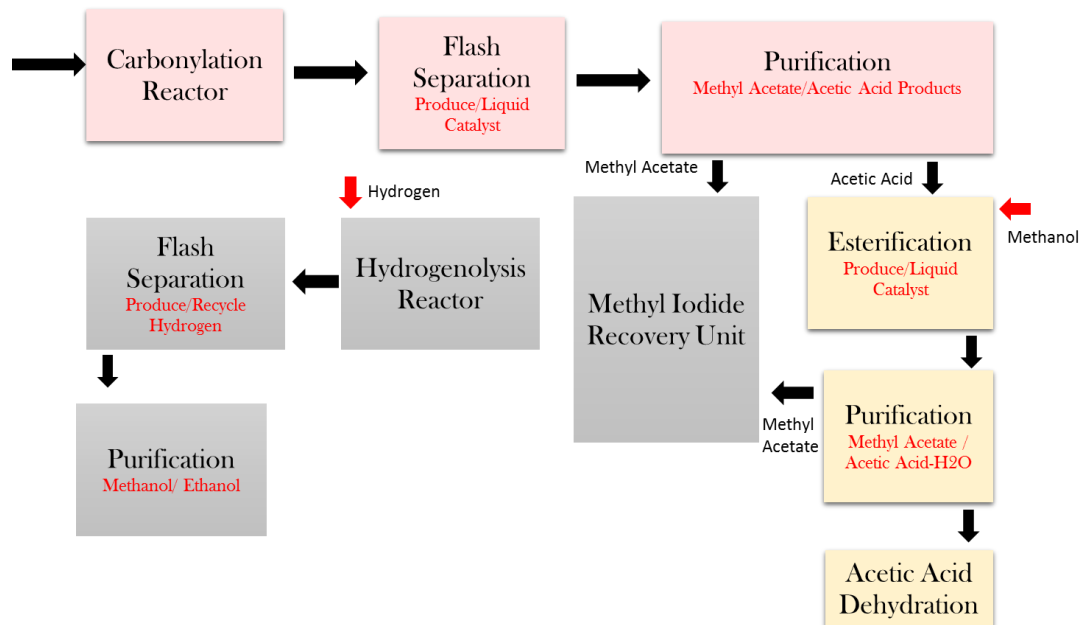 Carbonylation
Reactor
Flash
Separation
Produce/Liquid
Catalyst
Purification
Methyl Acetate/Acetic Acid Products
Methyl Acetate
Acetic Acid
Hydrogen
Flash
Separation
Produce/Recycle
Hydrogen
Hydrogenolysis
Reactor
Methyl Iodide
Recovery Unit
Esterification
Produce/Liquid
Catalyst
Methanol
Purification
Methanol/ Ethanol
Methyl
Acetate
Purification
Methyl Acetate /
Acetic Acid-H2O
Acetic Acid
Dehydration